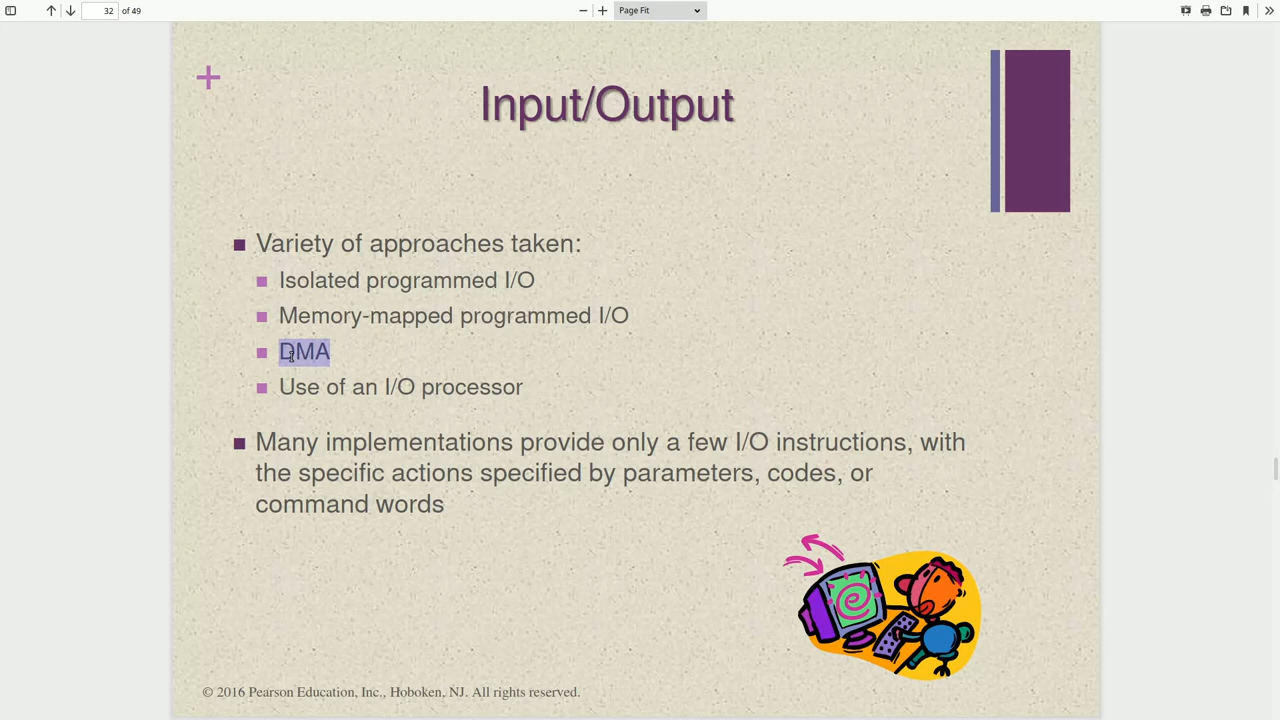 32 of 49
Page Fit
+
Input/Output
Variety of approaches taken:
Isolated programmed I/O
Memory-mapped programmed I/O
DMA
Use of an I/O processor
Many implementations provide only a few I/O instructions, with
the specific actions specified by parameters, codes, or
command words
© 2016 Pearson Education, Inc., Hoboken, NJ. All rights reserved.